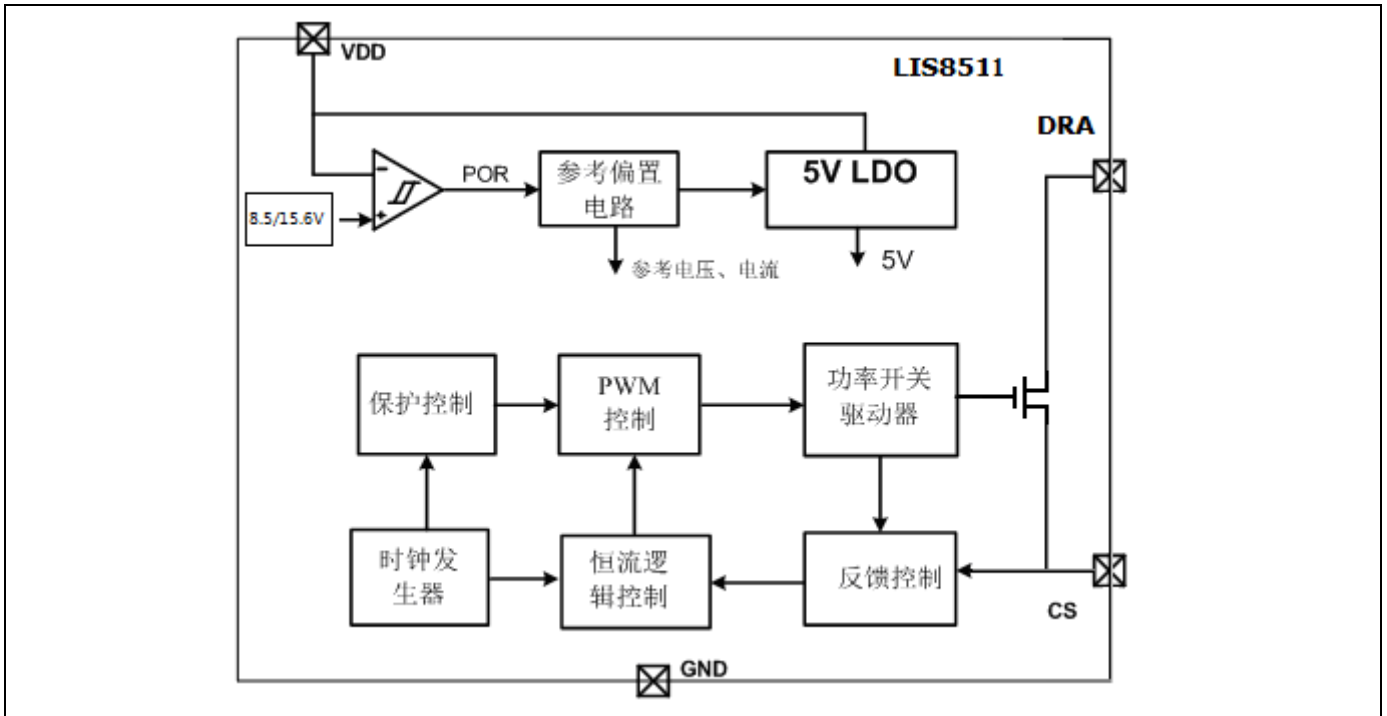 VDD
LIS8511
DRA
POR
参考偏置
电路
5V LDO
8.5/15.6V
-
+
5V
参考电压、电流
保护控制
PWM
控制
功率开关
驱动器
时钟发
生器
恒流逻
辑控制
反馈控制
CS
GND